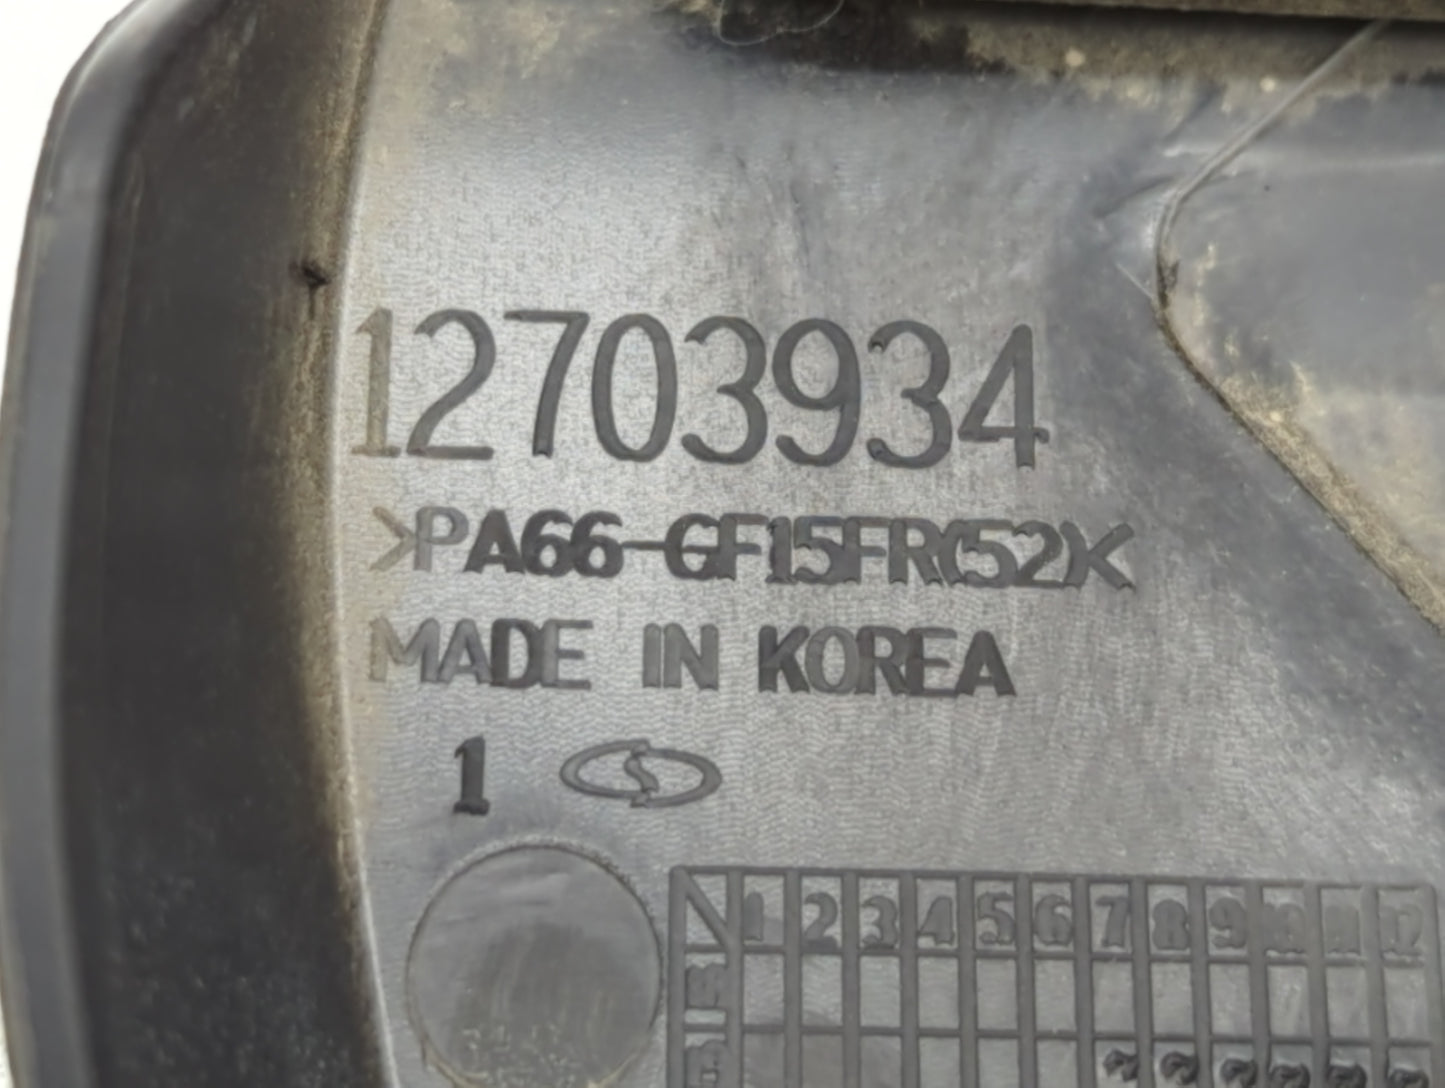 12703934
>PA66-GF15FR(52)<
MADE IN KOREA
1
N 1 2 3 4 5 6 7 8 9 10 11 12